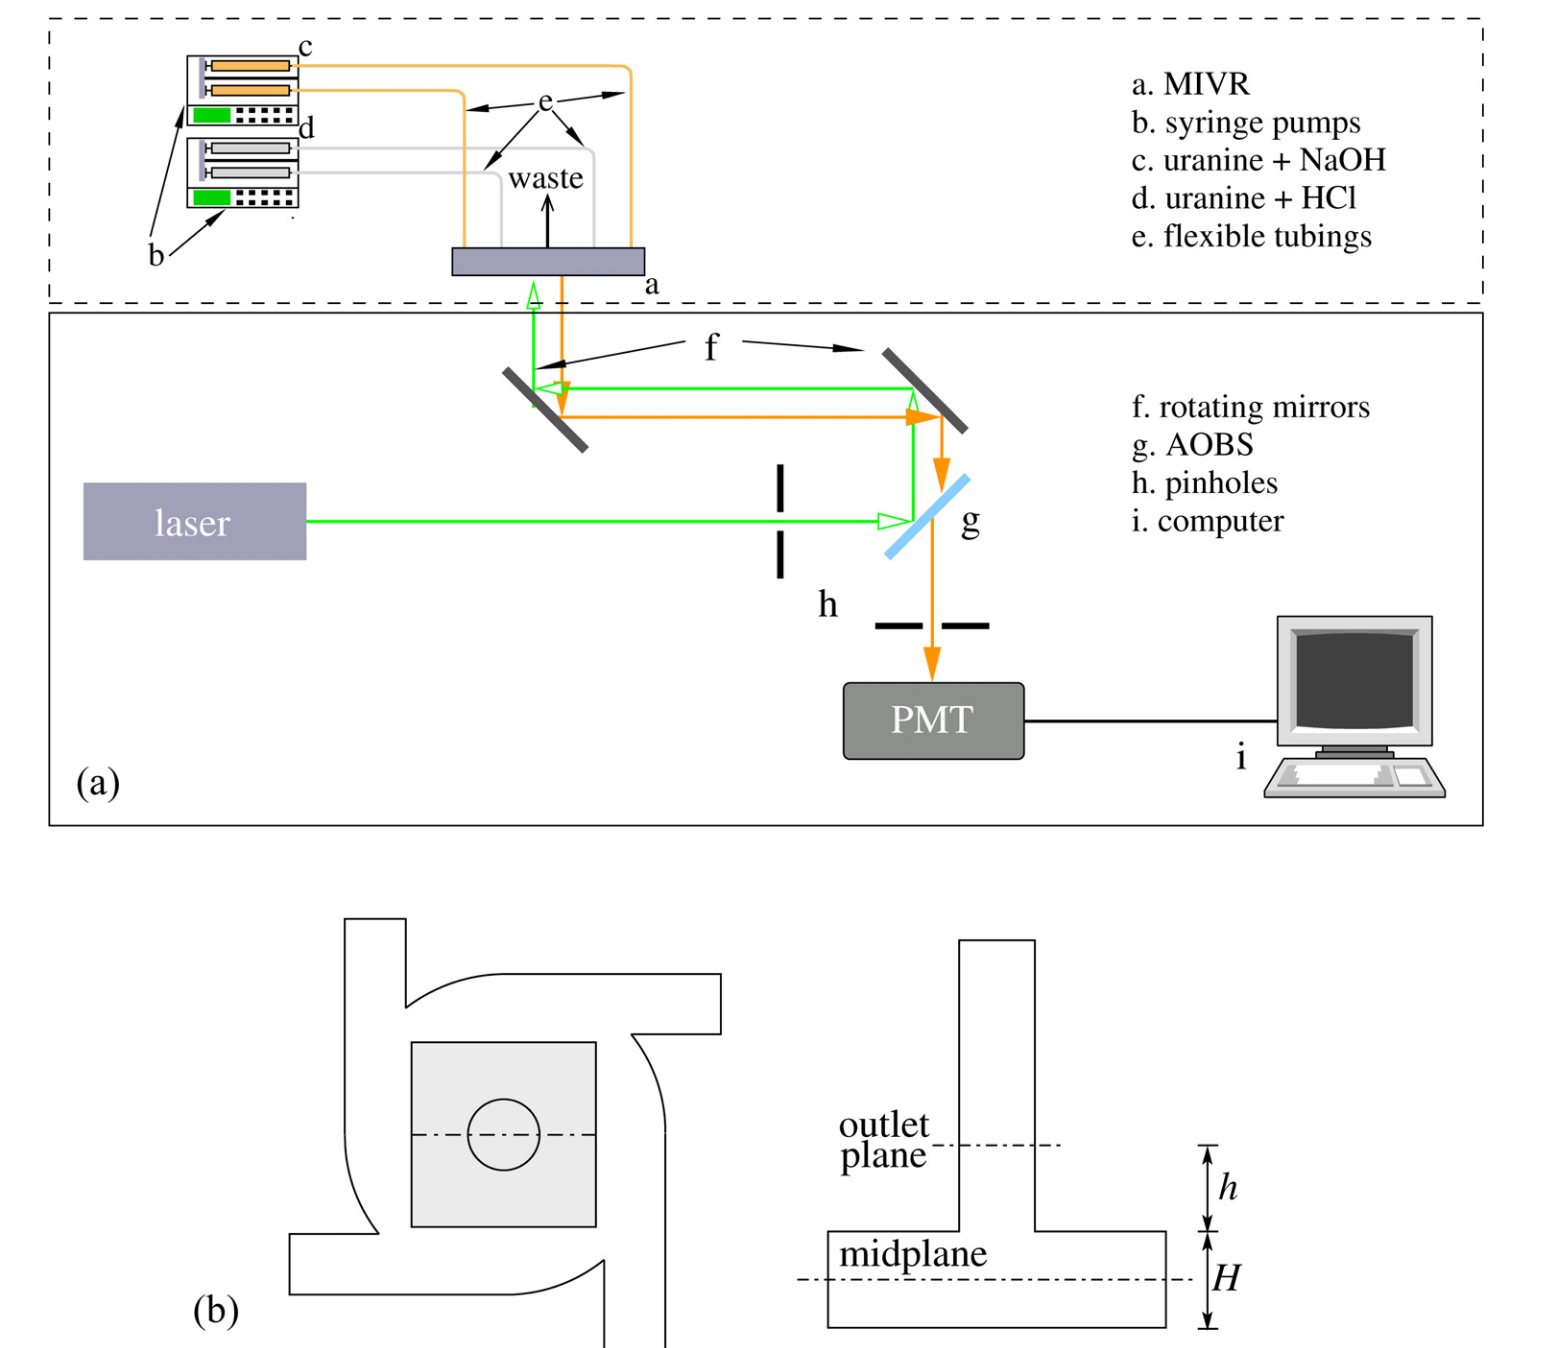 c
d
e
waste
b
a
a. MIVR
b. syringe pumps
c. uranine + NaOH
d. uranine + HCl
e. flexible tubings
f
f. rotating mirrors
g. AOBS
h. pinholes
i. computer
laser
g
h
PMT
i
(a)
outlet
plane
h
midplane
H
(b)